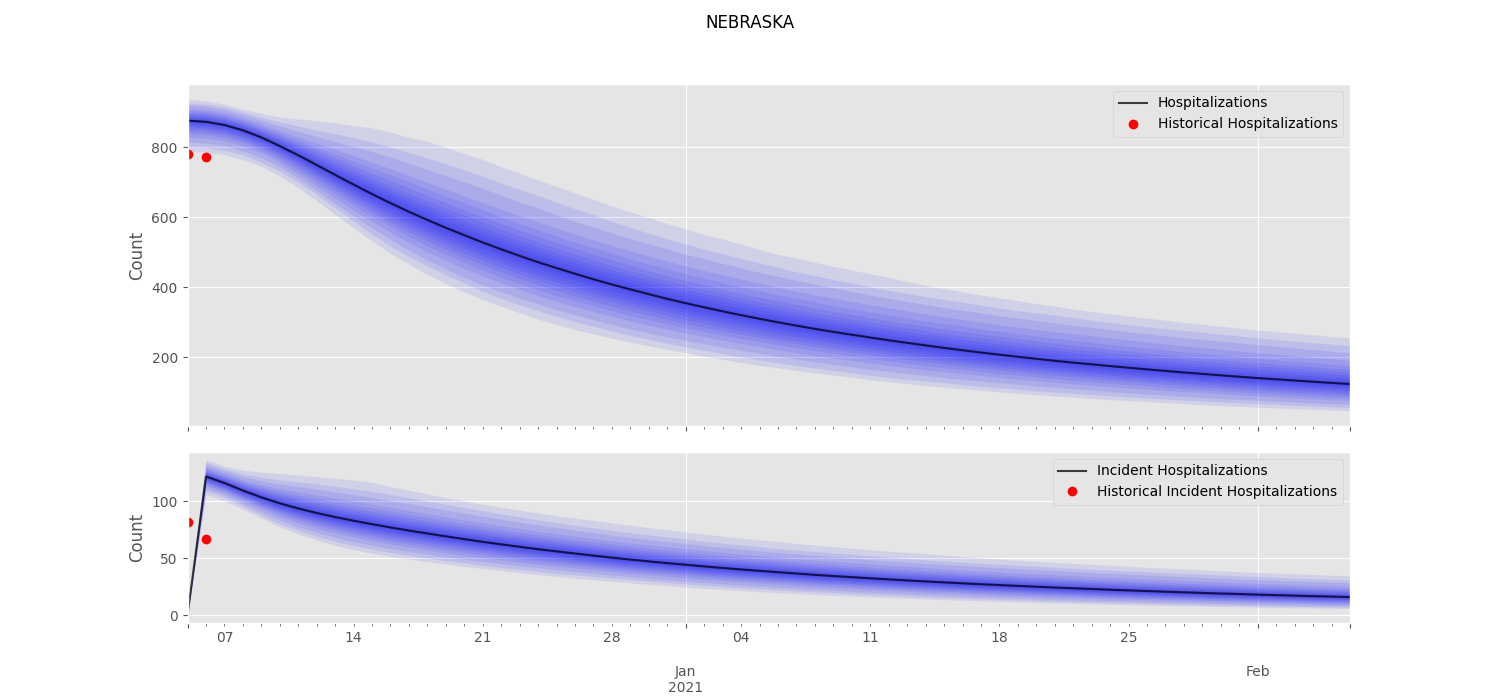 NEBRASKA
Hospitalizations
Historical Hospitalizations
Count
800
600
400
200
Incident Hospitalizations
Historical Incident Hospitalizations
Count
100
50
0
07 14 21 28 04 11 18 25
Jan Feb
2021